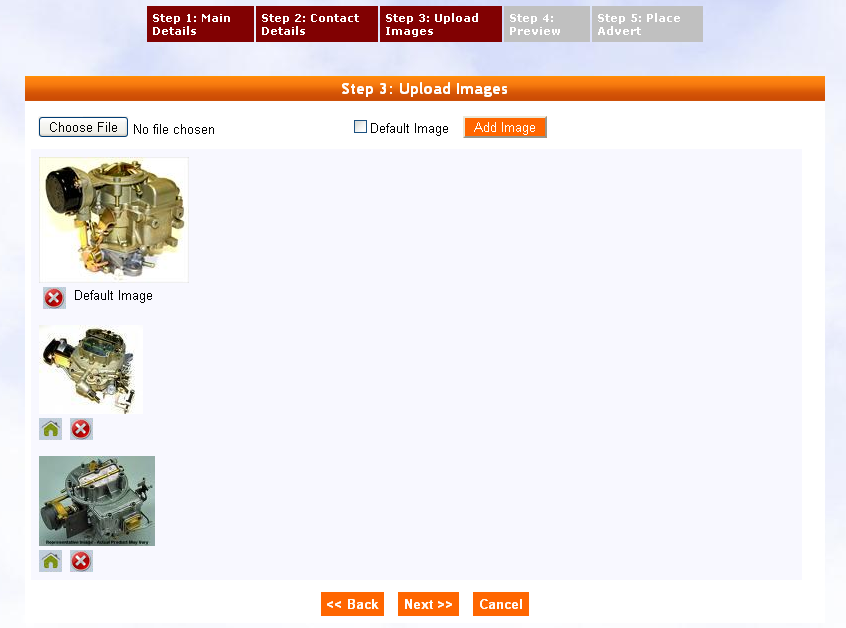 Step 1: Main
Details
Step 2: Contact
Details
Step 3: Upload
Images
Step 4:
Preview
Step 5: Place
Advert
Step 3: Upload Images
Choose File No file chosen Default Image Add Image
Default Image
Representative Image - Actual Product May Vary
<< Back Next >> Cancel